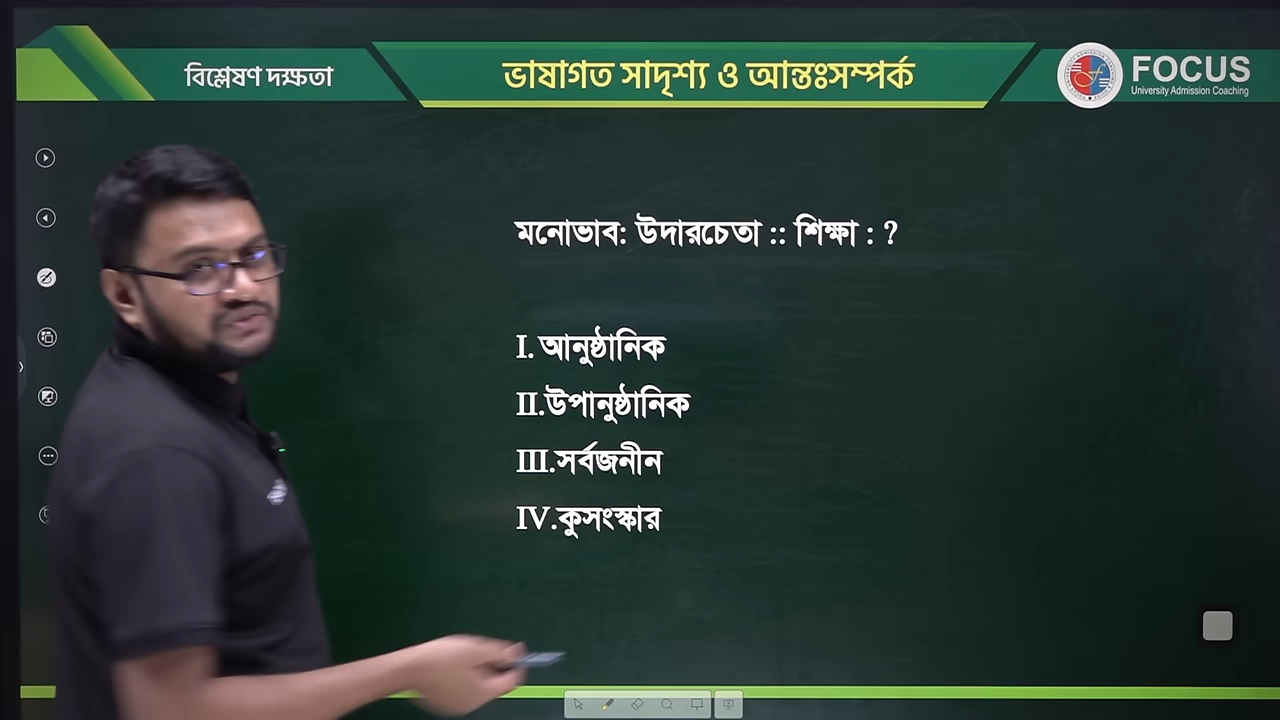 বিশ্লেষণ দক্ষতা
ভাষাগত সাদৃশ্য ও আন্তঃসম্পর্ক
FOCUS
University Admission Coaching
মনোভাব: উদারচেতা :: শিক্ষা : ?
I. আনুষ্ঠানিক
II.উপানুষ্ঠানিক
III.সর্বজনীন
IV.কুসংস্কার